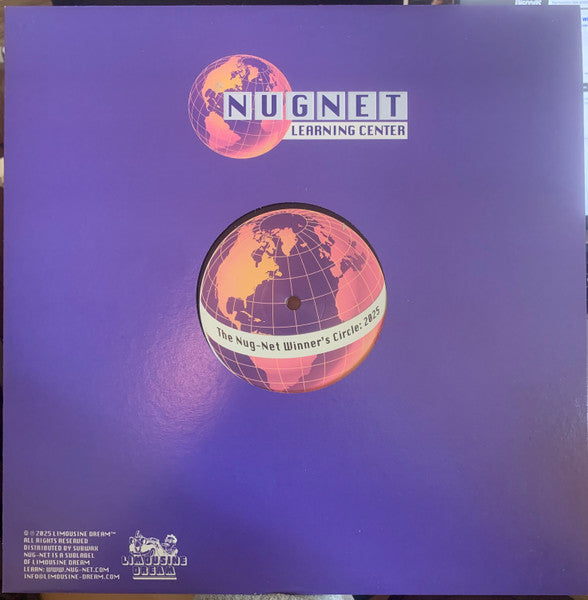 NUGNET
LEARNING CENTER
The Nug-Net Winner's Circle: 2025
© ℗ 2025 LIMOUSINE DREAM™
ALL RIGHTS RESERVED
DISTRIBUTED BY SUBWAX
NUG-NET IS A SUBLABEL
OF LIMOUSINE DREAM
LERAN: WWW.NUG-NET.COM
INFO@LIMOUSINE-DREAM.COM
LIMOUSINE
DREAM